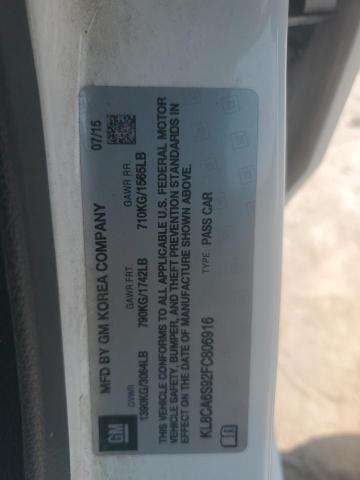 MFD BY GM KOREA COMPANY 07/15
GVWR GAWR FRT. GAWR RR.
1390KG/3064LB 790KG/1742LB 710KG/1565LB
THIS VEHICLE CONFORMS TO ALL APPLICABLE U.S. FEDERAL MOTOR
VEHICLE SAFETY, BUMPER, AND THEFT PREVENTION STANDARDS IN
EFFECT ON THE DATE OF MANUFACTURE SHOWN ABOVE.
KL8CA6S92FC806916 TYPE: PASS CAR
GM